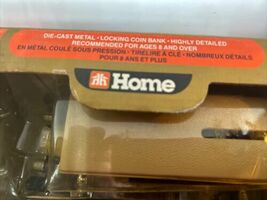 DIE-CAST METAL · LOCKING COIN BANK · HIGHLY DETAILED
RECOMMENDED FOR AGES 8 AND OVER
EN MÉTAL COULÉ SOUS PRESSION · TIRELIRE À CLÉ · NOMBREUX DÉTAILS
POUR 8 ANS ET PLUS
Home